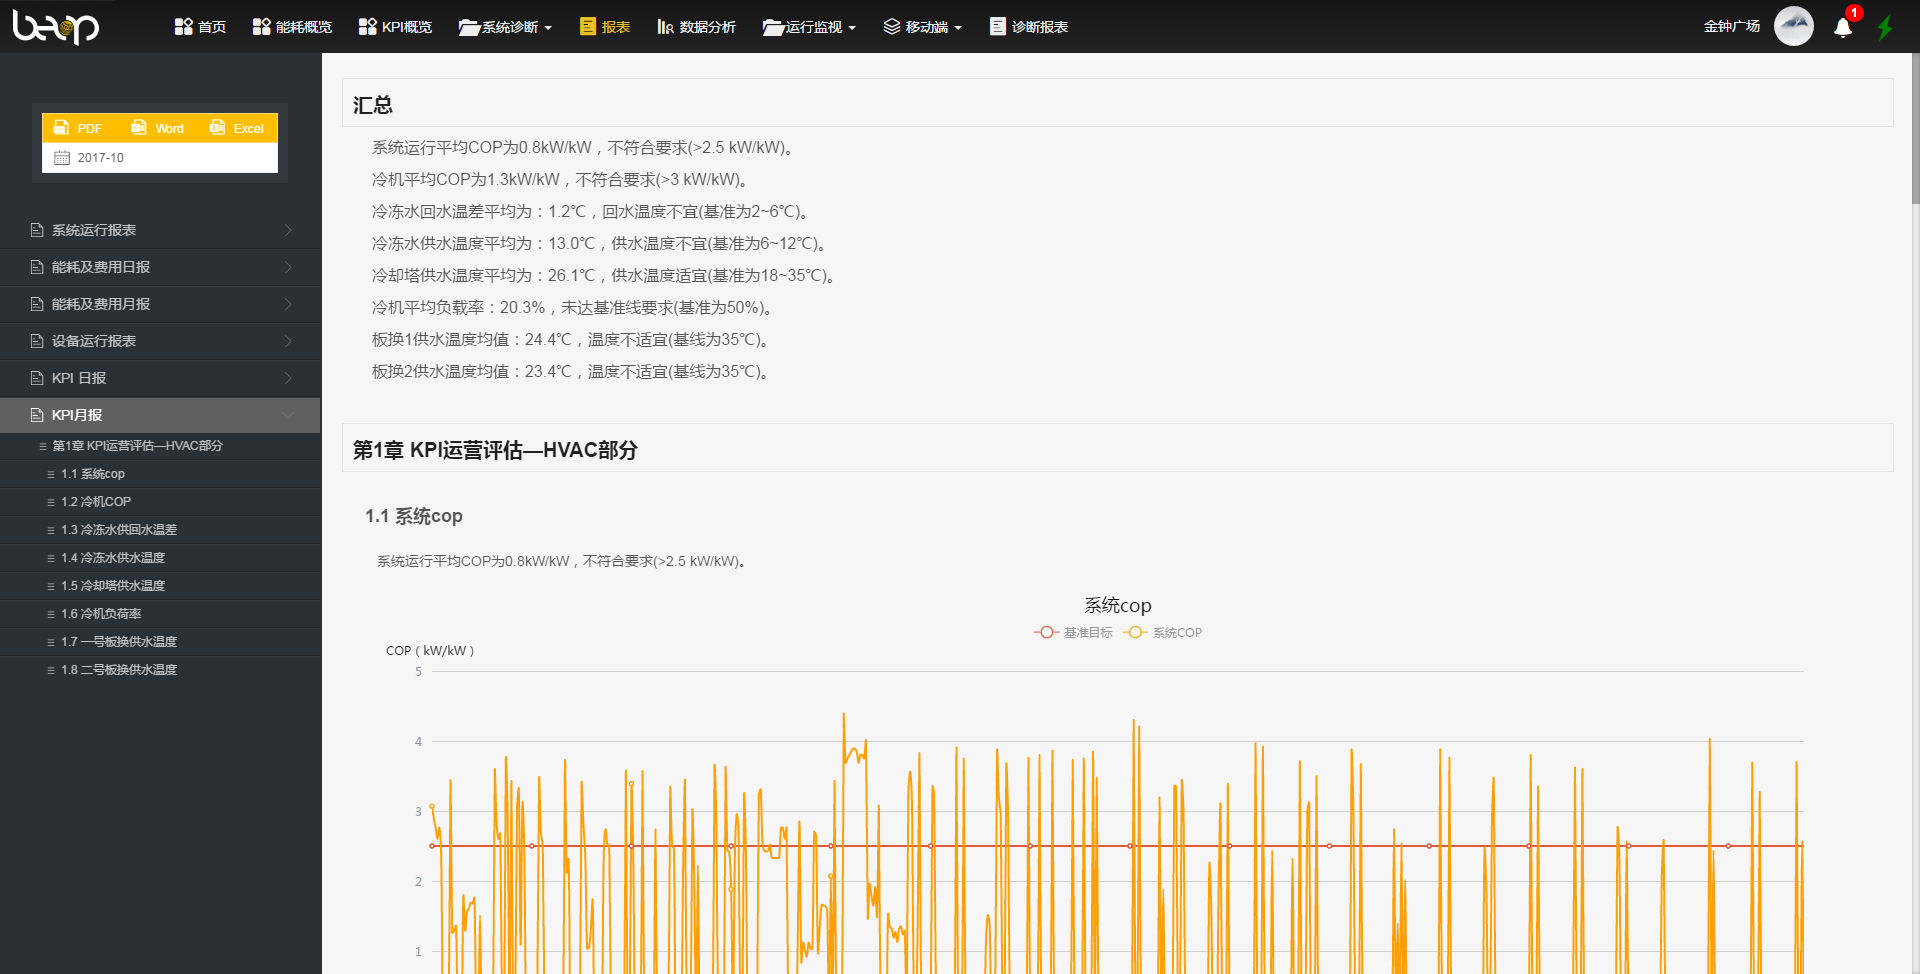 beop
首页
能耗概览
KPI概览
系统诊断
报表
数据分析
运行监视
移动端
诊断报表
金钟广场
1
PDF
Word
Excel
2017-10
系统运行报表
能耗及费用日报
能耗及费用月报
设备运行报表
KPI 日报
KPI月报
第1章 KPI运营评估—HVAC部分
1.1 系统cop
1.2 冷机COP
1.3 冷冻水供回水温差
1.4 冷冻水供水温度
1.5 冷却塔供水温度
1.6 冷机负荷率
1.7 一号板换供水温度
1.8 二号板换供水温度
汇总
系统运行平均COP为0.8kW/kW，不符合要求(>2.5 kW/kW)。
冷机平均COP为1.3kW/kW，不符合要求(>3 kW/kW)。
冷冻水回水温差平均为：1.2℃，回水温度不宜(基准为2~6℃)。
冷冻水供水温度平均为：13.0℃，供水温度不宜(基准为6~12℃)。
冷却塔供水温度平均为：26.1℃，供水温度适宜(基准为18~35℃)。
冷机平均负载率：20.3%，未达基准线要求(基准为50%)。
板换1供水温度均值：24.4℃，温度不适宜(基线为35℃)。
板换2供水温度均值：23.4℃，温度不适宜(基线为35℃)。
第1章 KPI运营评估—HVAC部分
1.1 系统cop
系统运行平均COP为0.8kW/kW，不符合要求(>2.5 kW/kW)。
系统cop
基准目标
系统COP
COP（kW/kW）
5
4
3
2
1